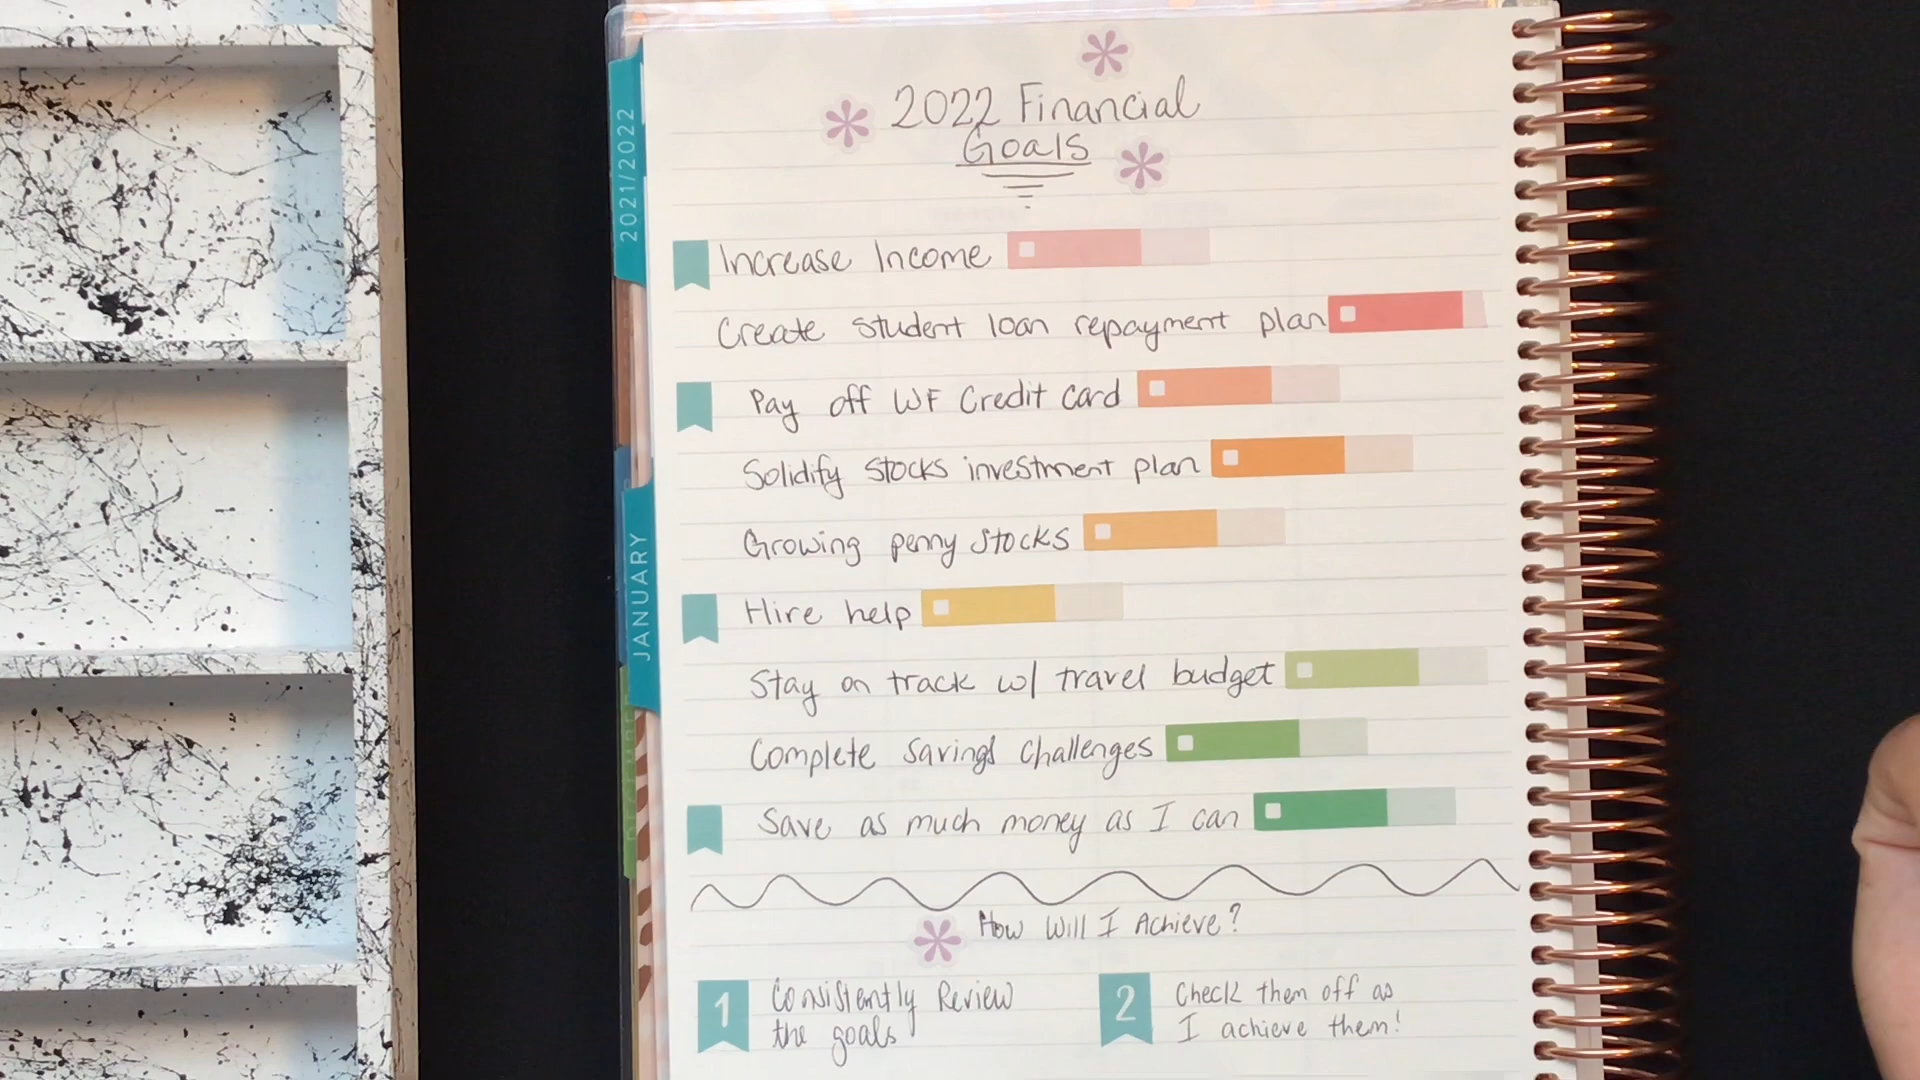 2021/2022
2022 Financial
Goals
Increase Income
Create student loan repayment plan
Pay off WF Credit Card
Solidify Stocks investment plan
Growing penny Stocks
JANUARY
Hire help
Stay on track w/ travel budget
Complete Savings Challenges
Save as much money as I can
How Will I Achieve?
1 Consistently Review
the goals
2 Check them off as
I achieve them!